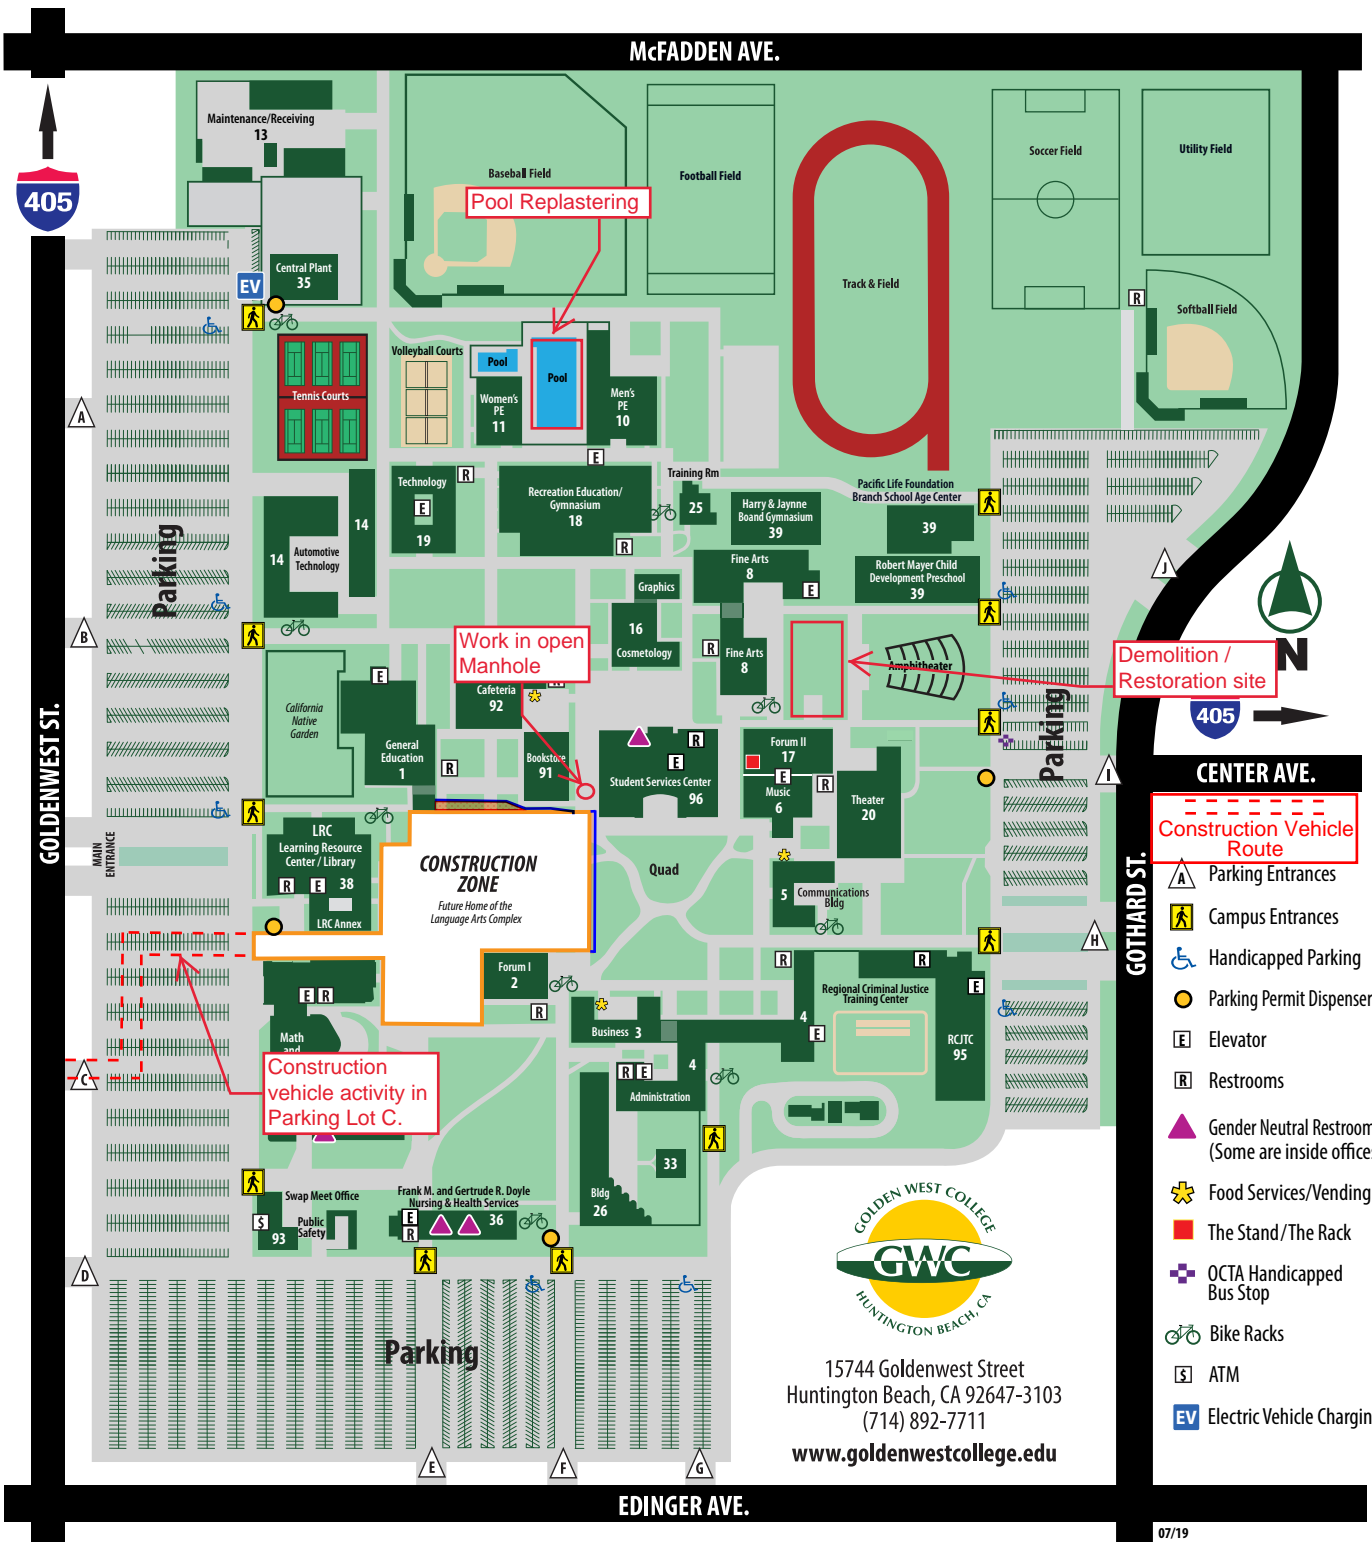 McFADDEN AVE.
405
Maintenance/Receiving
13
Baseball Field
Pool Replastering
Football Field
Track & Field
Soccer Field
Utility Field
R
Softball Field
Central Plant
35
EV
Volleyball Courts
Tennis Courts
Pool
Pool
Women's
PE
11
Men's
PE
10
A
E
Technology
R
E
19
Recreation Education/
Gymnasium
18
R
Training Rm
25
Harry & Jaynne
Boand Gymnasium
39
Pacific Life Foundation
Branch School Age Center
39
Robert Mayer Child
Development Preschool
39
14
14
Automotive
Technology
Parking
Fine Arts
8
E
Graphics
16
Cosmetology
R
Fine Arts
8
J
B
Work in open
Manhole
Demolition /
Restoration site
N
405
Amphitheater
California
Native
Garden
E
General
Education
1
R
Cafeteria
92
Bookstore
91
R
E
Student Services Center
96
Forum II
17
E
Music
6
R
Theater
20
Parking
I
CENTER AVE.
GOLDENWEST ST.
MAIN
ENTRANCE
LRC
Learning Resource
Center / Library
R
E
38
LRC Annex
CONSTRUCTION
ZONE
Future Home of the
Language Arts Complex
Quad
5
Communications
Bldg
H
GOTHARD ST.
Construction Vehicle
Route
A
Parking Entrances
Campus Entrances
Handicapped Parking
Parking Permit Dispenser
E
Elevator
R
Restrooms
Gender Neutral Restroom
(Some are inside office
Food Services/Vending
The Stand/The Rack
OCTA Handicapped
Bus Stop
Bike Racks
$
ATM
EV
Electric Vehicle Chargin
E
R
Math
and
Forum I
2
R
Business
3
4
R
E
4
E
Administration
R
R
Regional Criminal Justice
Training Center
E
RCJTC
95
C
Construction
vehicle activity in
Parking Lot C.
33
Bldg
26
Swap Meet Office
$
93
Public
Safety
Frank M. and Gertrude R. Doyle
Nursing & Health Services
E
R
36
D
Parking
E
F
G
GOLDEN WEST COLLEGE
GWC
HUNTINGTON BEACH, CA
15744 Goldenwest Street
Huntington Beach, CA 92647-3103
(714) 892-7711
www.goldenwestcollege.edu
EDINGER AVE.
07/19